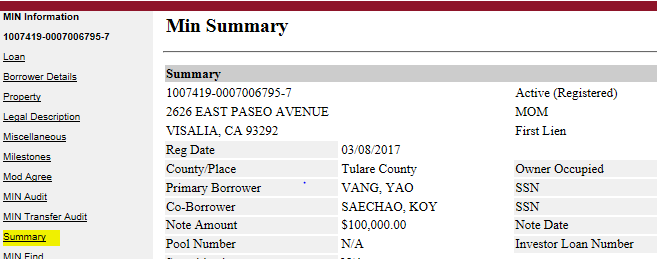 MIN Information
1007419-0007006795-7
Loan
Borrower Details
Property
Legal Description
Miscellaneous
Milestones
Mod Agree
MIN Audit
MIN Transfer Audit
Summary
MIN Find
Min Summary
Summary
1007419-0007006795-7 Active (Registered)
2626 EAST PASEO AVENUE MOM
VISALIA, CA 93292 First Lien
Reg Date 03/08/2017
County/Place Tulare County Owner Occupied
Primary Borrower VANG, YAO SSN
Co-Borrower SAECHAO, KOY SSN
Note Amount $100,000.00 Note Date
Pool Number N/A Investor Loan Number